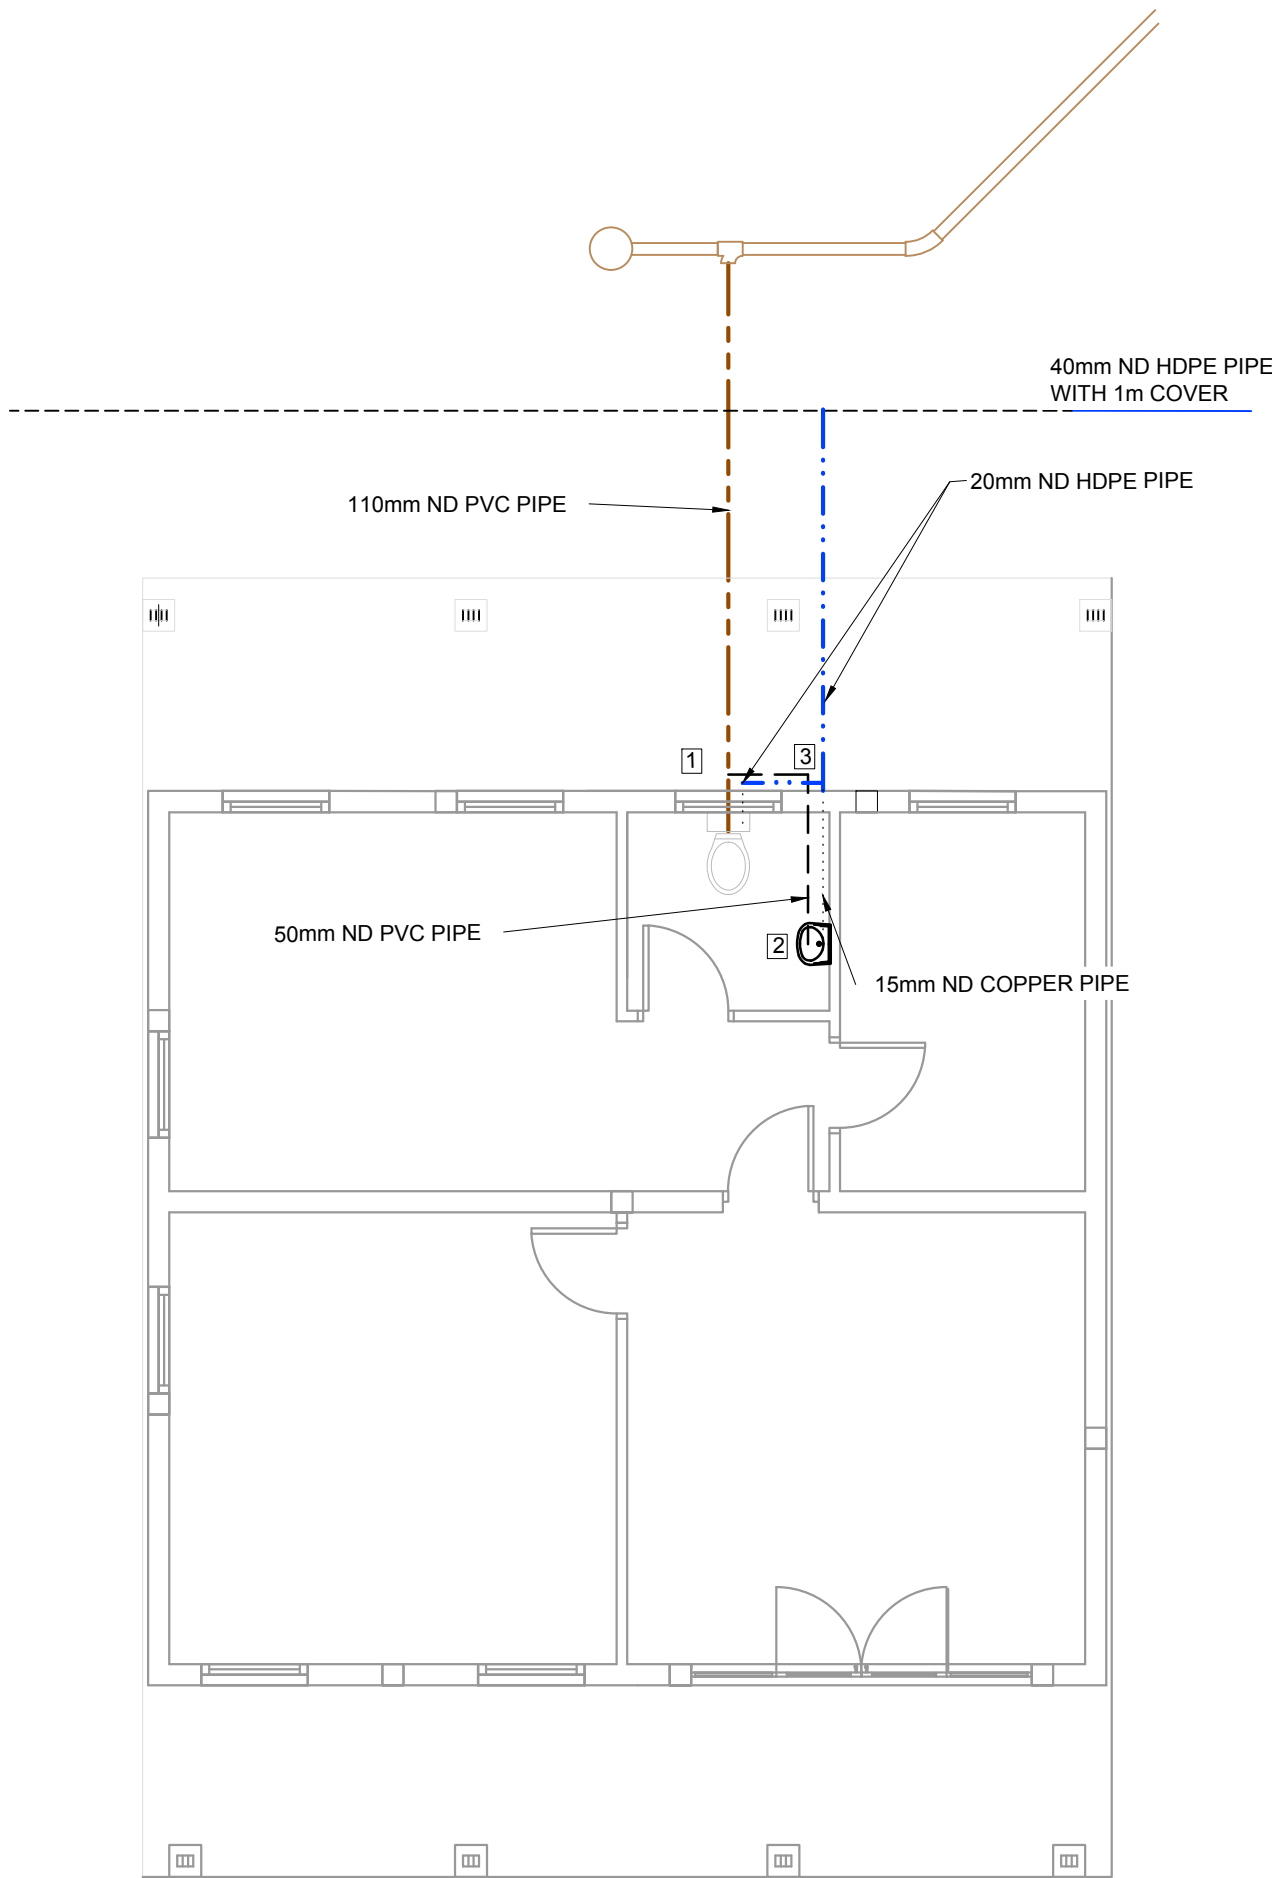 40mm ND HDPE PIPE
WITH 1m COVER
20mm ND HDPE PIPE
110mm ND PVC PIPE
1
3
50mm ND PVC PIPE
2
15mm ND COPPER PIPE